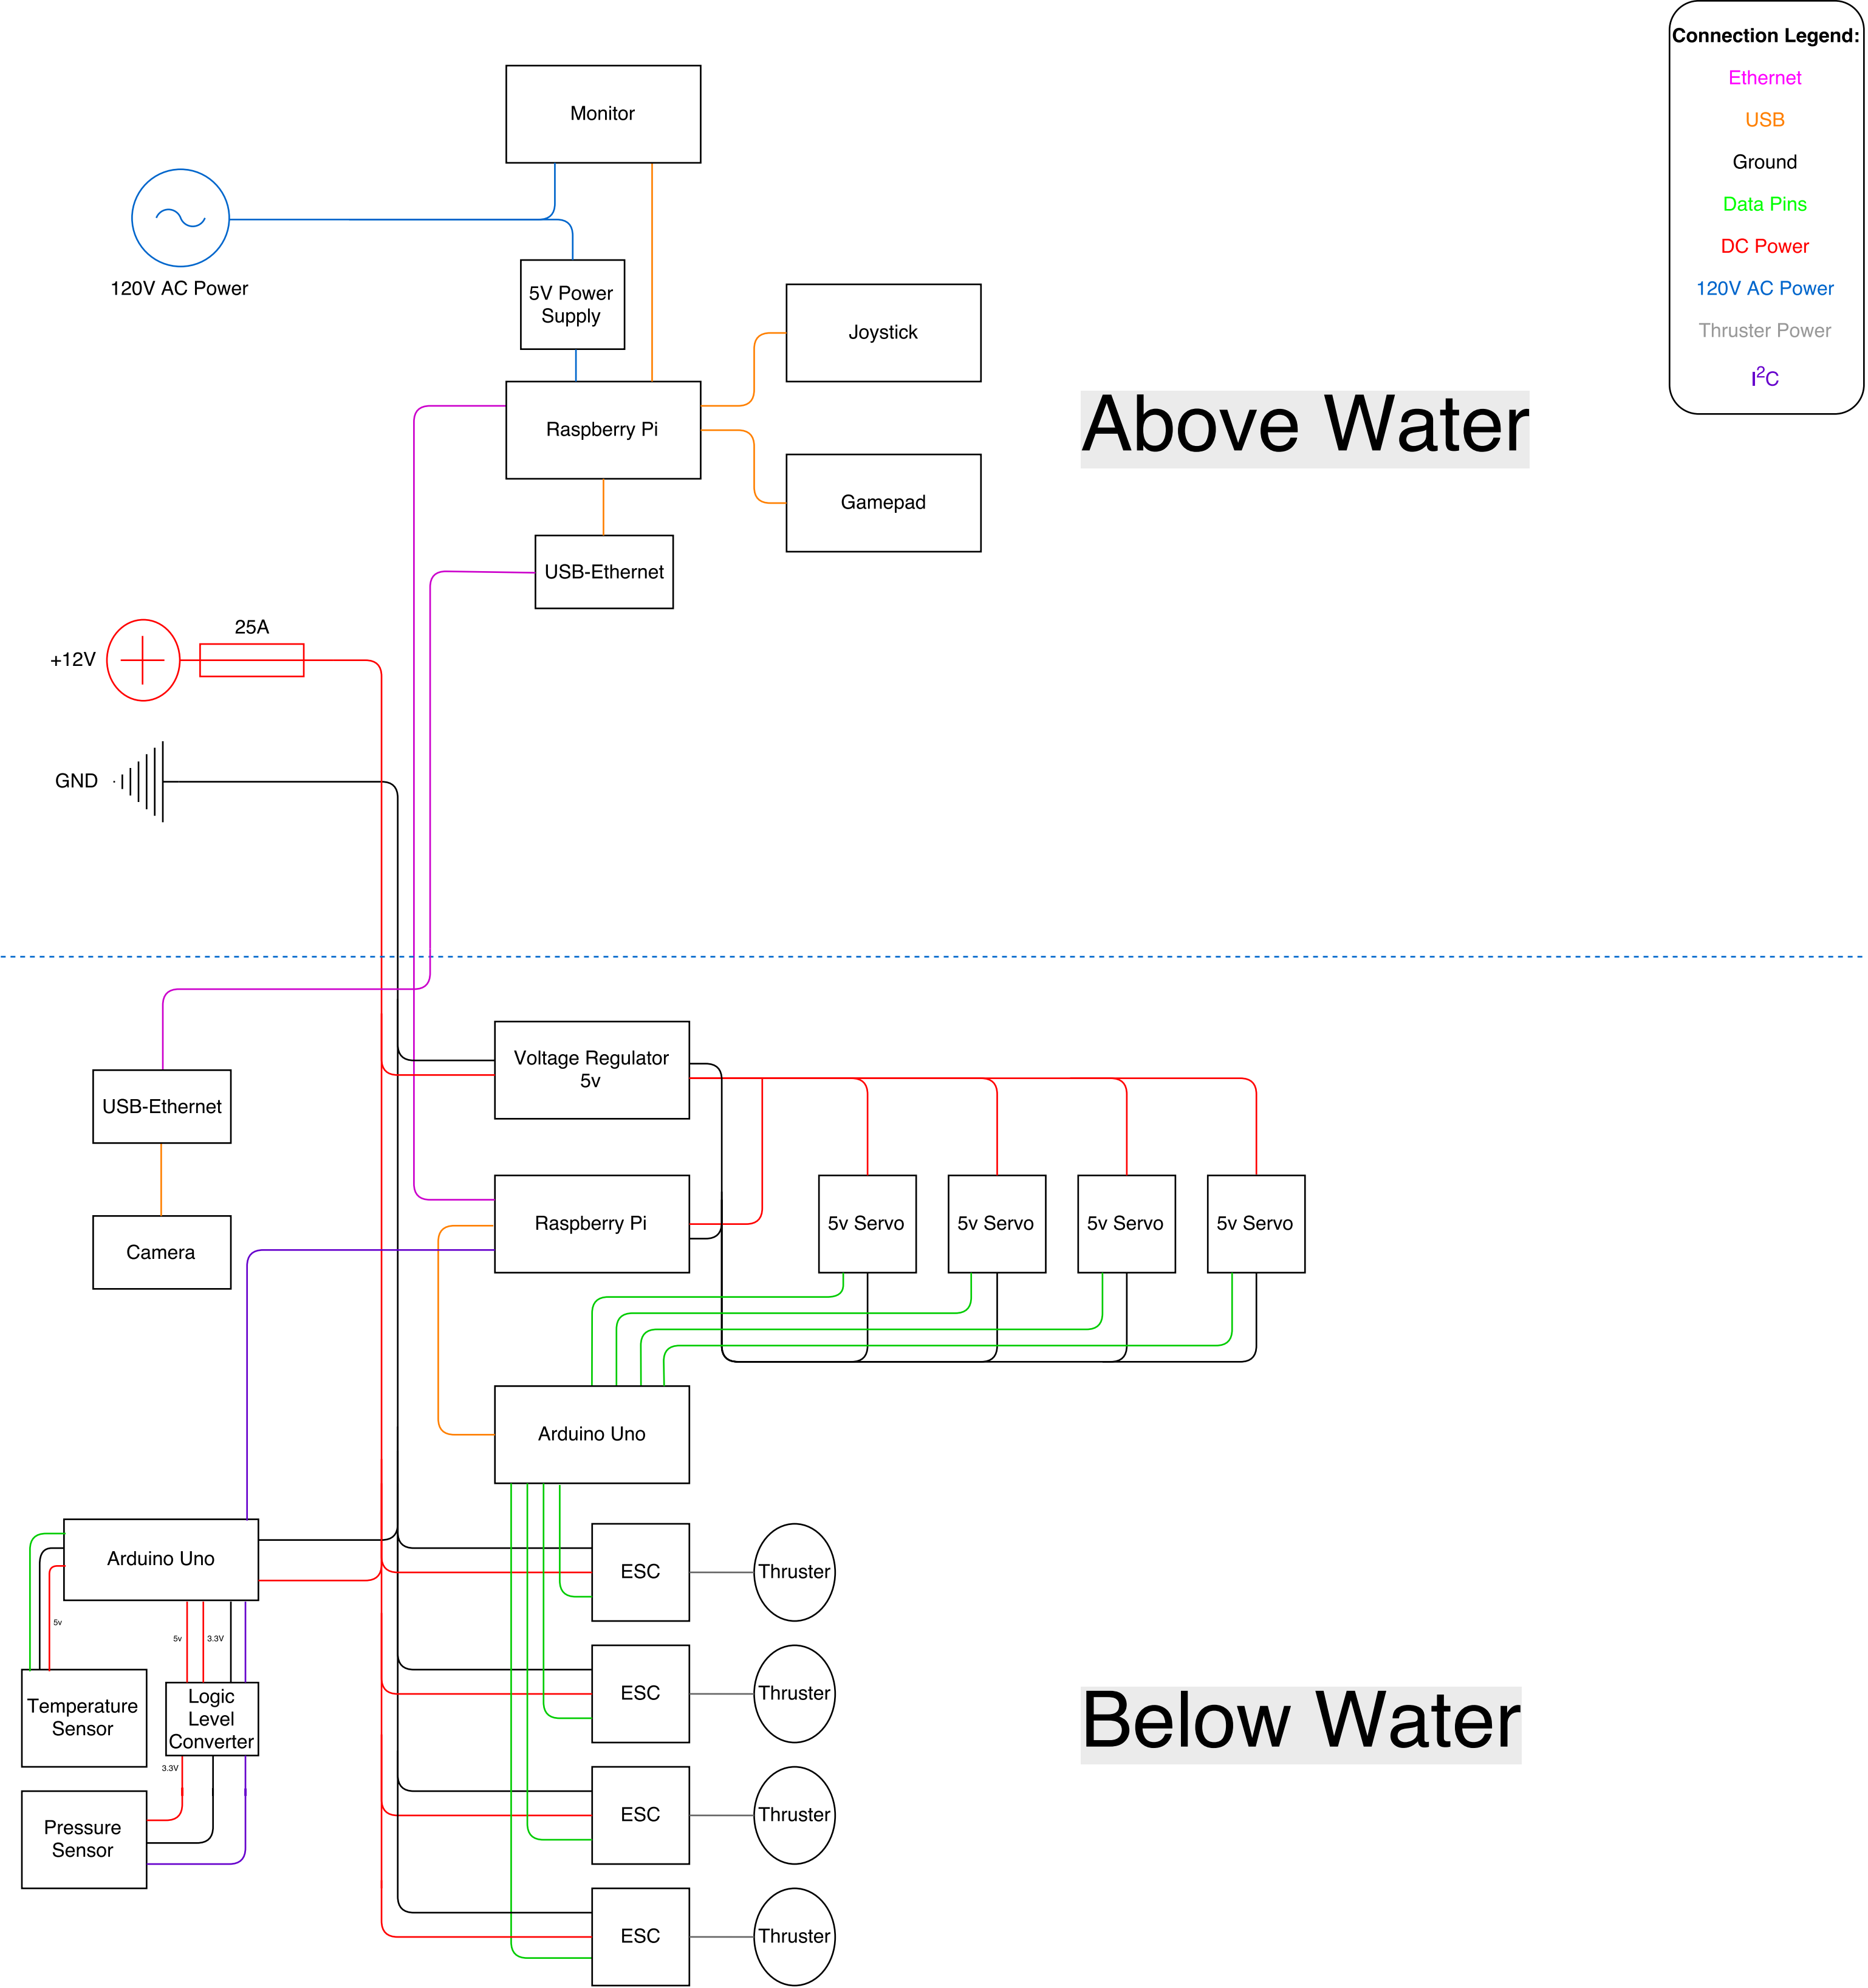 Connection Legend:
Ethernet
USB
Ground
Data Pins
DC Power
120V AC Power
Thruster Power
I²C
Monitor
120V AC Power
5V Power
Supply
Joystick
Raspberry Pi
Above Water
Gamepad
USB-Ethernet
25A
+12V
GND
Voltage Regulator
5v
USB-Ethernet
Raspberry Pi
5v Servo
5v Servo
5v Servo
5v Servo
Camera
Arduino Uno
Arduino Uno
ESC
Thruster
5v
5v
3.3V
ESC
Thruster
Temperature
Sensor
Logic
Level
Converter
Below Water
3.3V
ESC
Thruster
Pressure
Sensor
ESC
Thruster